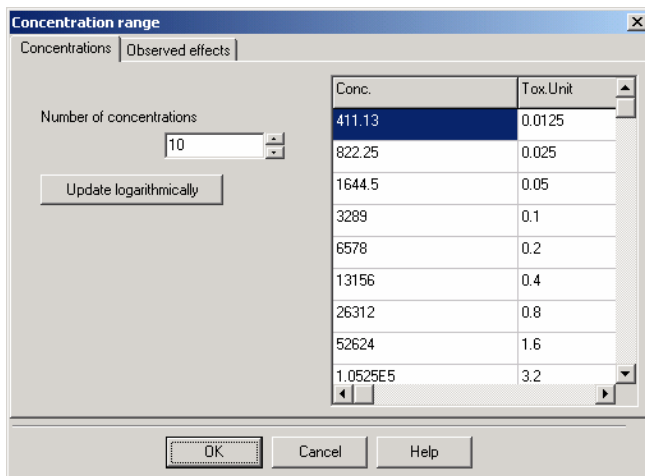 Concentration range
Concentrations Observed effects
Number of concentrations
10
Update logarithmically
Conc. Tox.Unit
411.13 0.0125
822.25 0.025
1644.5 0.05
3289 0.1
6578 0.2
13156 0.4
26312 0.8
52624 1.6
1.0525E5 3.2
OK Cancel Help